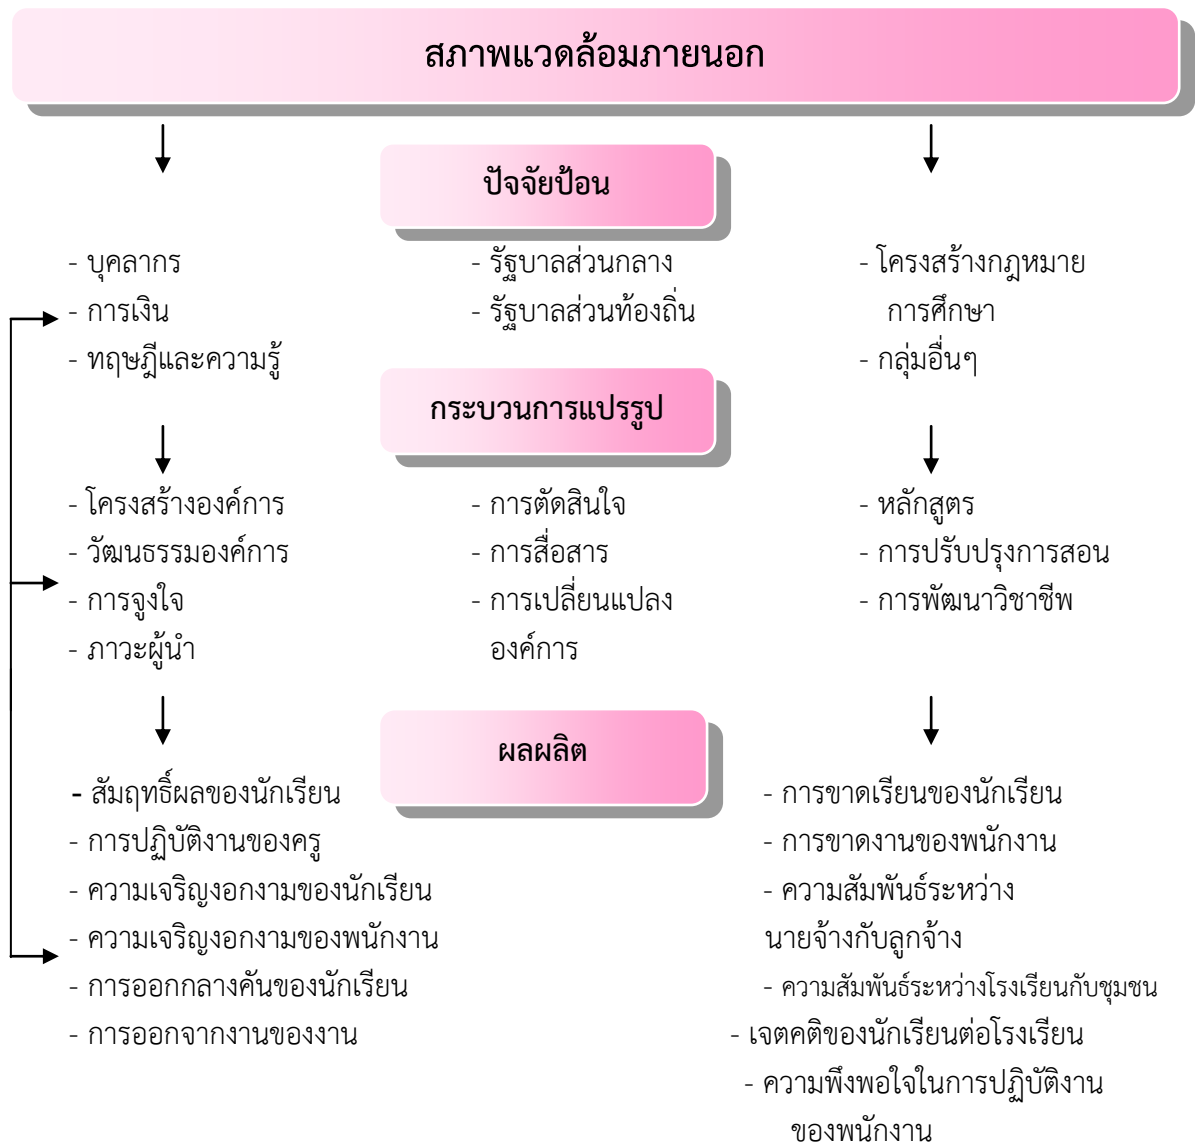 สภาพแวดล้อมภายนอก
ปัจจัยป้อน
- บุคลากร
- การเงิน
- ทฤษฎีและความรู้
- รัฐบาลส่วนกลาง
- รัฐบาลส่วนท้องถิ่น
- โครงสร้างกฎหมาย
การศึกษา
- กลุ่มอื่นๆ
กระบวนการแปรรูป
- โครงสร้างองค์การ
- วัฒนธรรมองค์การ
- การจูงใจ
- ภาวะผู้นำ
- การตัดสินใจ
- การสื่อสาร
- การเปลี่ยนแปลง
องค์การ
- หลักสูตร
- การปรับปรุงการสอน
- การพัฒนาวิชาชีพ
ผลผลิต
- สัมฤทธิ์ผลของนักเรียน
- การปฏิบัติงานของครู
- ความเจริญงอกงามของนักเรียน
- ความเจริญงอกงามของพนักงาน
- การออกกลางคันของนักเรียน
- การออกจากงานของงาน
- การขาดเรียนของนักเรียน
- การขาดงานของพนักงาน
- ความสัมพันธ์ระหว่าง
นายจ้างกับลูกจ้าง
- ความสัมพันธ์ระหว่างโรงเรียนกับชุมชน
- เจตคติของนักเรียนต่อโรงเรียน
- ความพึงพอใจในการปฏิบัติงาน
ของพนักงาน